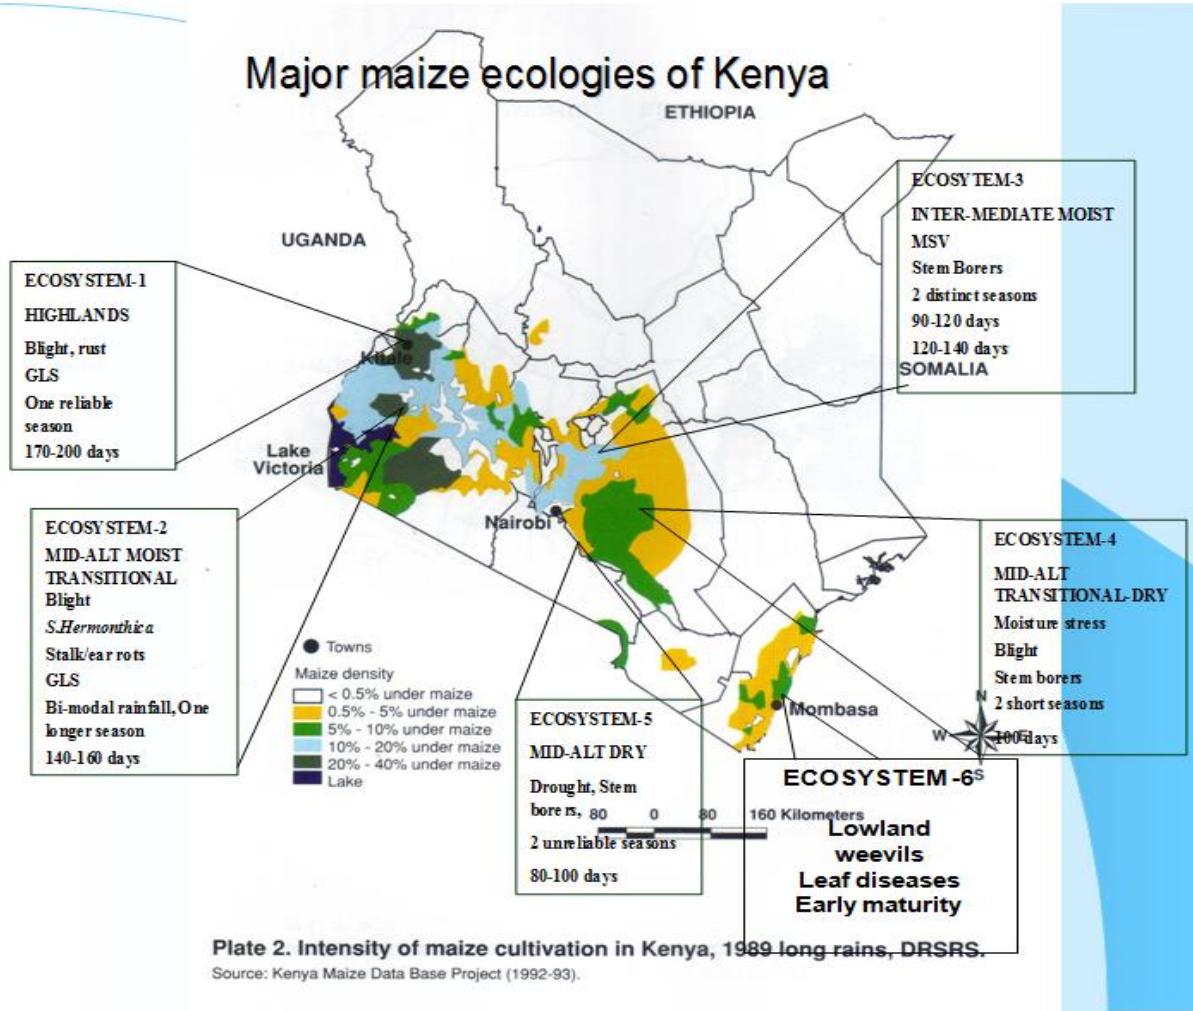 Major maize ecologies of Kenya
ETHIOPIA
UGANDA
SOMALIA
Kitale
Lake
Victoria
Nairobi
Mombasa
ECOSYSTEM-1
HIGHLANDS
Blight, rust
GLS
One reliable
season
170-200 days
ECOSYSTEM-2
MID-ALT MOIST
TRANSITIONAL
Blight
S.Hermonthica
Stalk/ear rots
GLS
Bi-modal rainfall, One
longer season
140-160 days
ECOSYTEM-3
INTER-MEDIATE MOIST
MSV
Stem Borers
2 distinct seasons
90-120 days
120-140 days
ECOSYSTEM-4
MID-ALT
TRANSITIONAL-DRY
Moisture stress
Blight
Stem borers
2 short seasons
100 days
N
W
E
S
ECOSYSTEM-5
MID-ALT DRY
Drought, Stem
borers,
2 unreliable seasons
80-100 days
ECOSYSTEM -6
Lowland
weevils
Leaf diseases
Early maturity
Towns
Maize density
< 0.5% under maize
0.5% - 5% under maize
5% - 10% under maize
10% - 20% under maize
20% - 40% under maize
Lake
80 0 80 160 Kilometers
Plate 2. Intensity of maize cultivation in Kenya, 1989 long rains, DRSRS.
Source: Kenya Maize Data Base Project (1992-93).